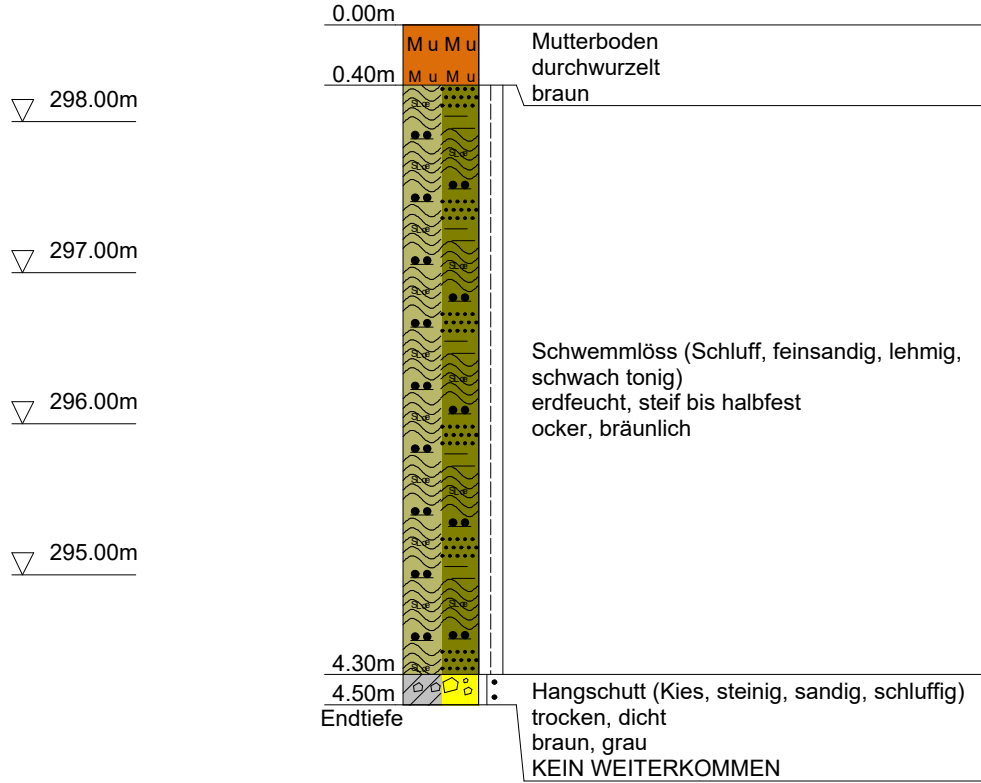 0.00m
M u M u
0.40m M u M u
Mutterboden
durchwurzelt
braun
298.00m
297.00m
296.00m
295.00m
Schwemmlöss (Schluff, feinsandig, lehmig,
schwach tonig)
erdfeucht, steif bis halbfest
ocker, bräunlich
4.30m
4.50m
Endtiefe
Hangschutt (Kies, steinig, sandig, schluffig)
trocken, dicht
braun, grau
KEIN WEITERKOMMEN